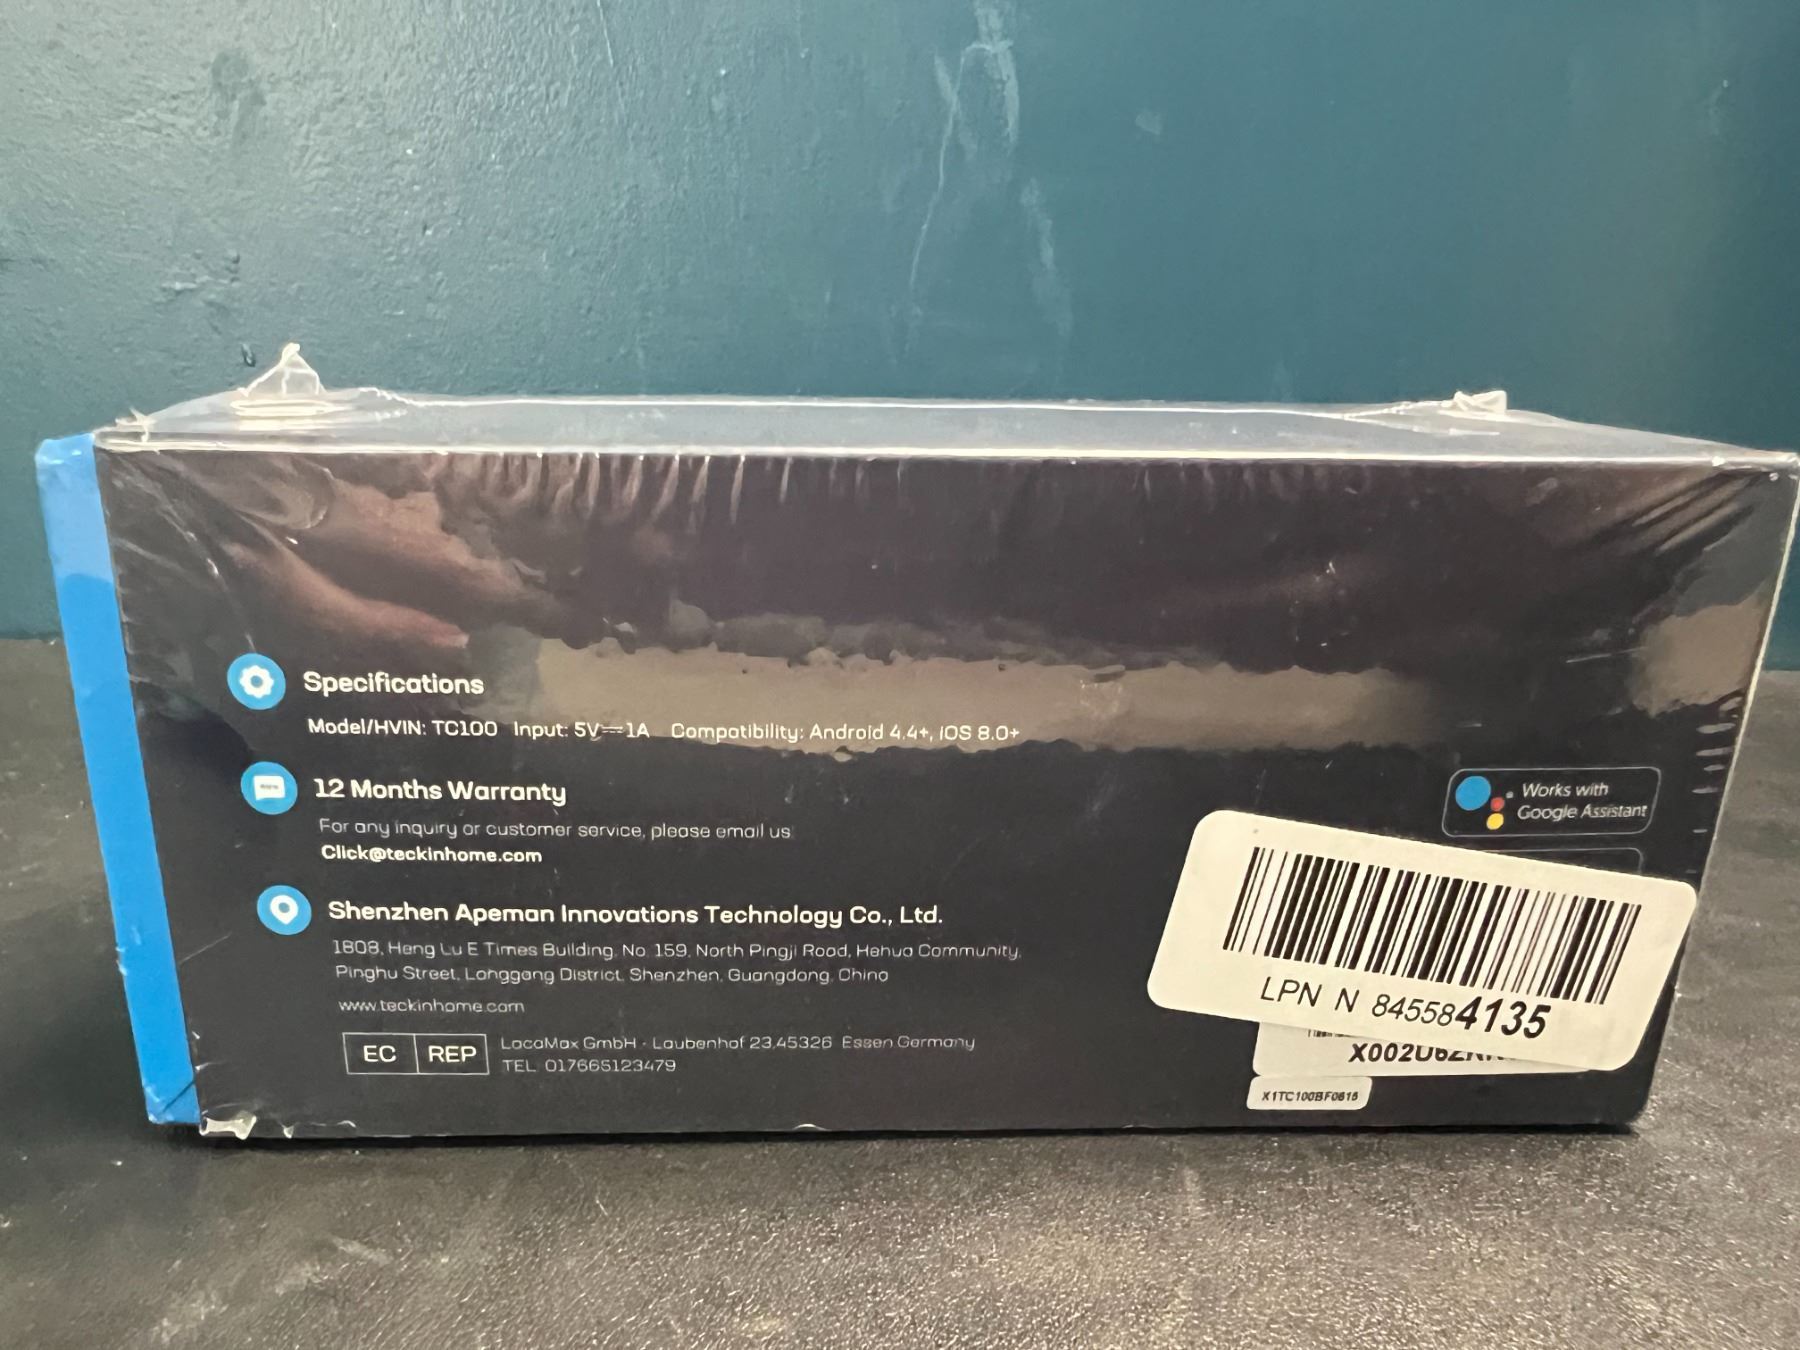 Specifications
Model/HVIN: TC100 Input: 5V⎓1A Compatibility: Android 4.4+, iOS 8.0+
12 Months Warranty
For any inquiry or customer service, please email us:
Click@teckinhome.com
Shenzhen Apeman Innovations Technology Co., Ltd.
1808, Heng Lu E Times Building, No. 159, North Pingji Road, Hehua Community,
Pinghu Street, Longgang District, Shenzhen, Guangdong, China
www.teckinhome.com
EC REP
LocaMax GmbH - Laubenhof 23,45326 Essen Germany
TEL 017665123479
Works with
Google Assistant
LPN N 845584135
X1TC100BF0615